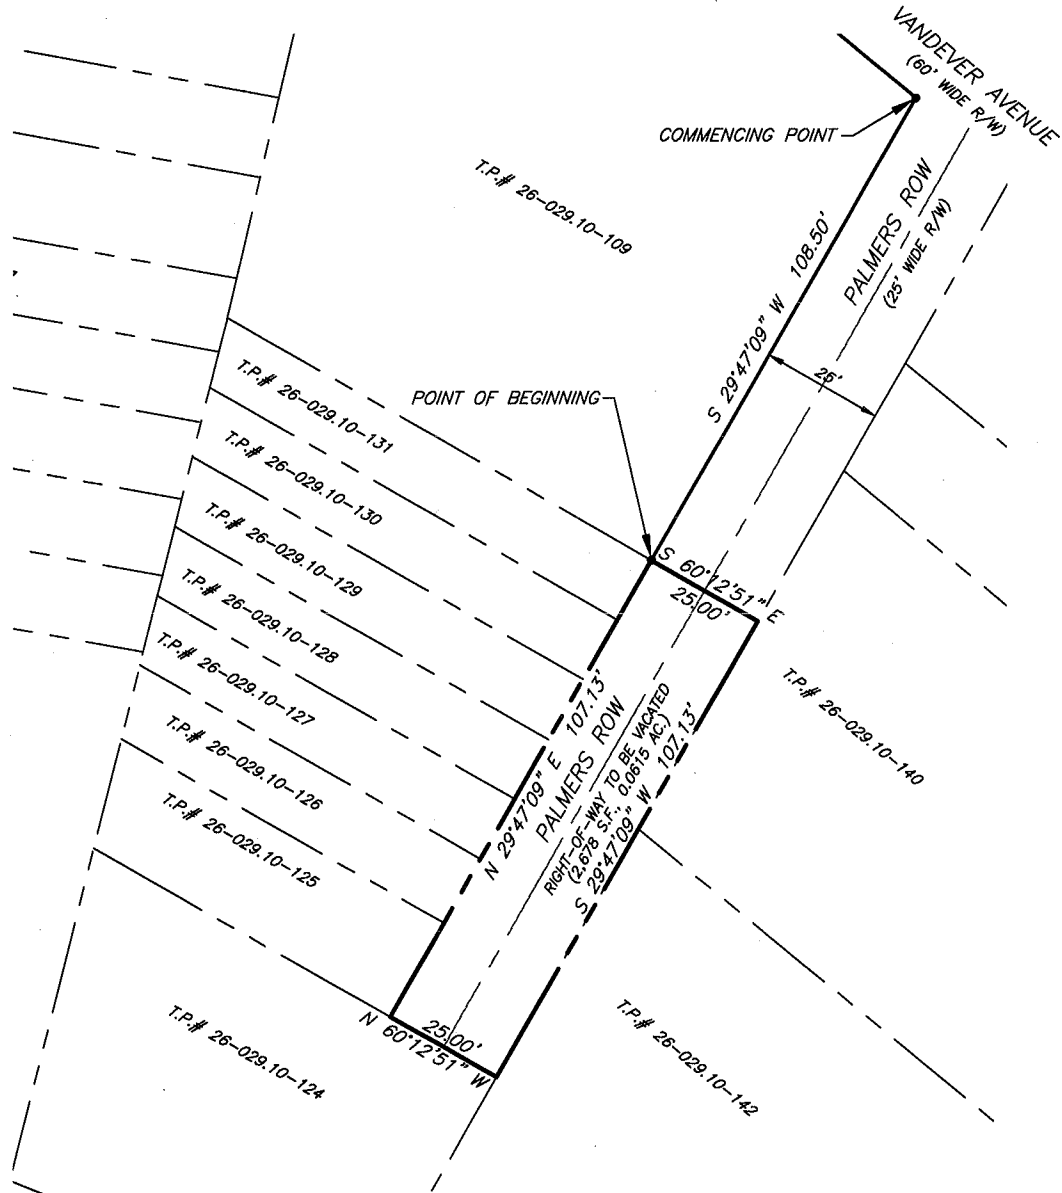 VANDEVER AVENUE
(60' WIDE R/W)
COMMENCING POINT
PALMERS ROW
(25' WIDE R/W)
T.P.# 26-029.10-109
S 29°47'09" W 108.50'
25'
T.P.# 26-029.10-131
POINT OF BEGINNING
T.P.# 26-029.10-130
T.P.# 26-029.10-129
S 60°12'51" E
25.00'
T.P.# 26-029.10-128
T.P.# 26-029.10-127
T.P.# 26-029.10-126
T.P.# 26-029.10-125
N 29°47'09" E 107.13'
PALMERS ROW
RIGHT-OF-WAY TO BE VACATED
(2,678 S.F., 0.0615 AC.)
S 29°47'09" W 107.13'
T.P.# 26-029.10-140
25.00'
N 60°12'51" W
T.P.# 26-029.10-124
T.P.# 26-029.10-142